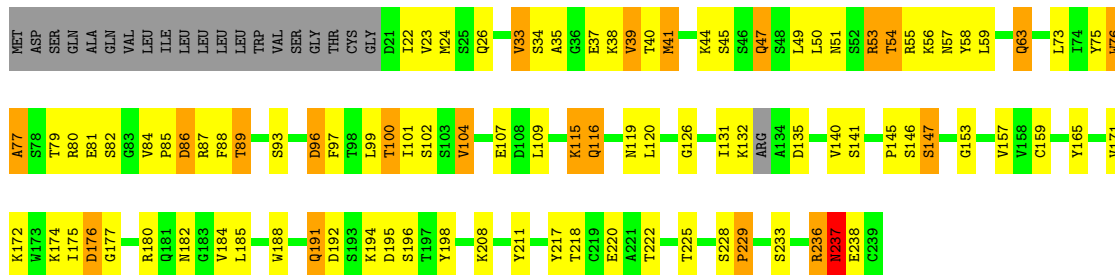 MET ASP SER GLN ALA GLN VAL LEU ILE LEU LEU LEU LEU TRP VAL SER GLY THR CYS GLY D21 I22 V23 M24 S25 Q26 V33 S34 A35 G36 E37 K38 V39 T40 M41 K44 S45 S46 Q47 S48 L49 L50 N51 S52 R53 T54 R55 K56 N57 Y58 L59 Q63 L73 I74 Y75 W76
A77 S78 T79 R80 E81 S82 G83 V84 P85 D86 R87 F88 T89 S93 D96 F97 T98 L99 T100 I101 S102 S103 V104 E107 D108 L109 K115 Q116 N119 L120 G126 I131 K132 ARG A134 D135 V140 S141 P145 S146 S147 G153 V157 V158 C159 Y165 V171
K172 W173 K174 I175 D176 G177 R180 Q181 N182 G183 V184 L185 W188 Q191 D192 S193 K194 D195 S196 T197 Y198 K208 Y211 Y217 T218 C219 E220 A221 T222 T225 S228 P229 S233 R236 N237 E238 C239